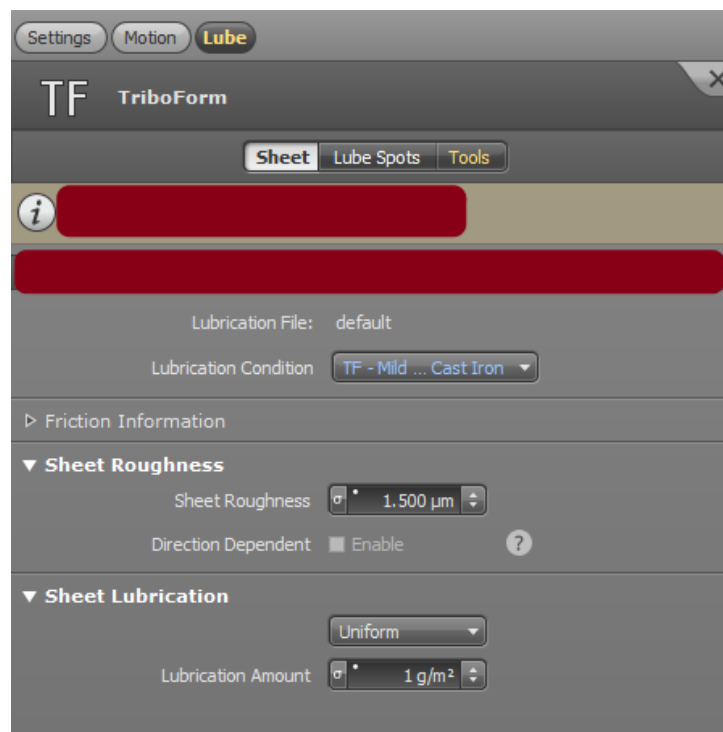 Settings Motion Lube
TF TriboForm
Sheet Lube Spots Tools
i
Lubrication File: default
Lubrication Condition TF - Mild ... Cast Iron
Friction Information
Sheet Roughness
Sheet Roughness σ 1.500 µm
Direction Dependent Enable ?
Sheet Lubrication
Uniform
Lubrication Amount σ 1 g/m²